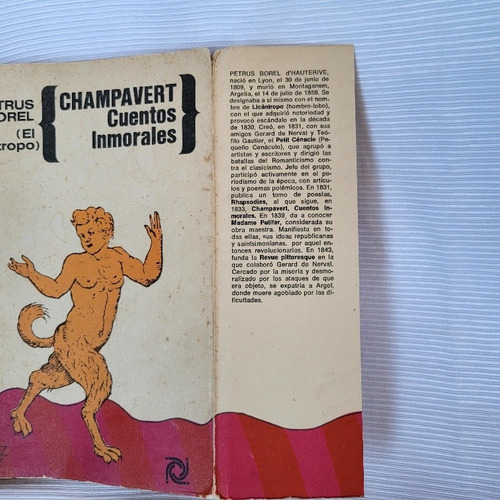 TRUS
OREL
(El
tropo)
CHAMPAVERT
Cuentos
Inmorales
PETRUS BOREL D'HAUTERIVE,
nació en Lyon, el 30 de junio de
1809, y murió en Montaganem,
Argelia, el 14 de julio de 1859. Se
designaba a sí mismo con el nom-
bre de Licántropo (hombre-lobo),
con el que adquirió notoriedad y
provocó escándalo en la década
de 1830. Creó, en 1831, con sus
amigos Gerard de Nerval y Teó-
filo Gautier, el Petit Cénacle (Pe-
queño Cenáculo), que agrupó a
artistas y escritores y dirigió las
batallas del Romanticismo con-
tra el clasicismo. Jefe del grupo,
participó activamente en el pe-
riodismo de la época, con artícu-
los y poemas polémicos. En 1831,
publica un tomo de poesías,
Rhapsodies, al que sigue, en
1833, Champavert, Cuentos In-
morales. En 1839, da a conocer
Madame Putifar, considerada su
obra maestra. Manifiesta en to-
das ellas, sus ideas republicanas
y saintsimonianas, por aquel en-
tonces revolucionarias. En 1843,
funda la Revue pittoresque en la
que colaboró Gerard de Nerval.
Cercado por la miseria y desmo-
ralizado por los ataques de que
era objeto, se expatria a Argel,
donde muere agobiado por las di-
ficultades.